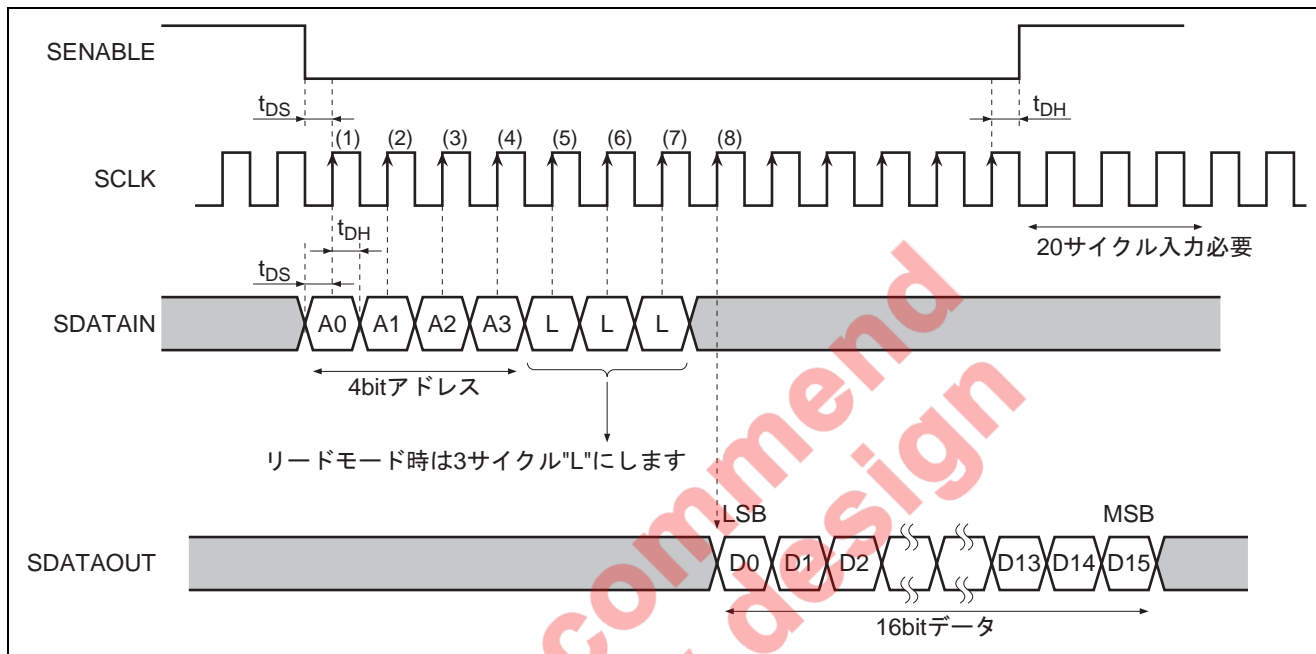 SENABLE
tDS
tDH
(1) (2) (3) (4) (5) (6) (7) (8)
SCLK
tDH
20サイクル入力必要
tDS
SDATAIN
A0 A1 A2 A3 L L L
4bitアドレス
リードモード時は3サイクル"L"にします
LSB
MSB
SDATAOUT
D0 D1 D2 D13 D14 D15
16bitデータ
commend
design